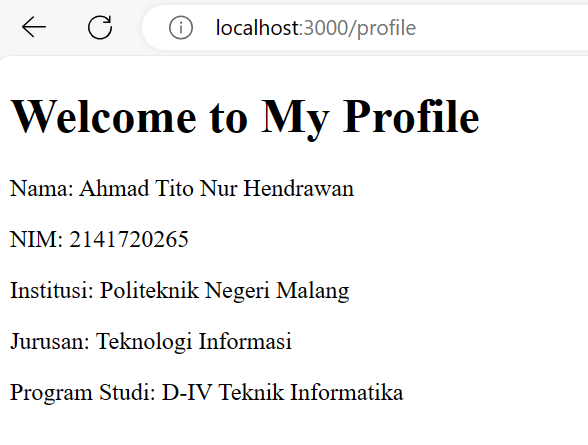 localhost:3000/profile
Welcome to My Profile
Nama: Ahmad Tito Nur Hendrawan
NIM: 2141720265
Institusi: Politeknik Negeri Malang
Jurusan: Teknologi Informasi
Program Studi: D-IV Teknik Informatika